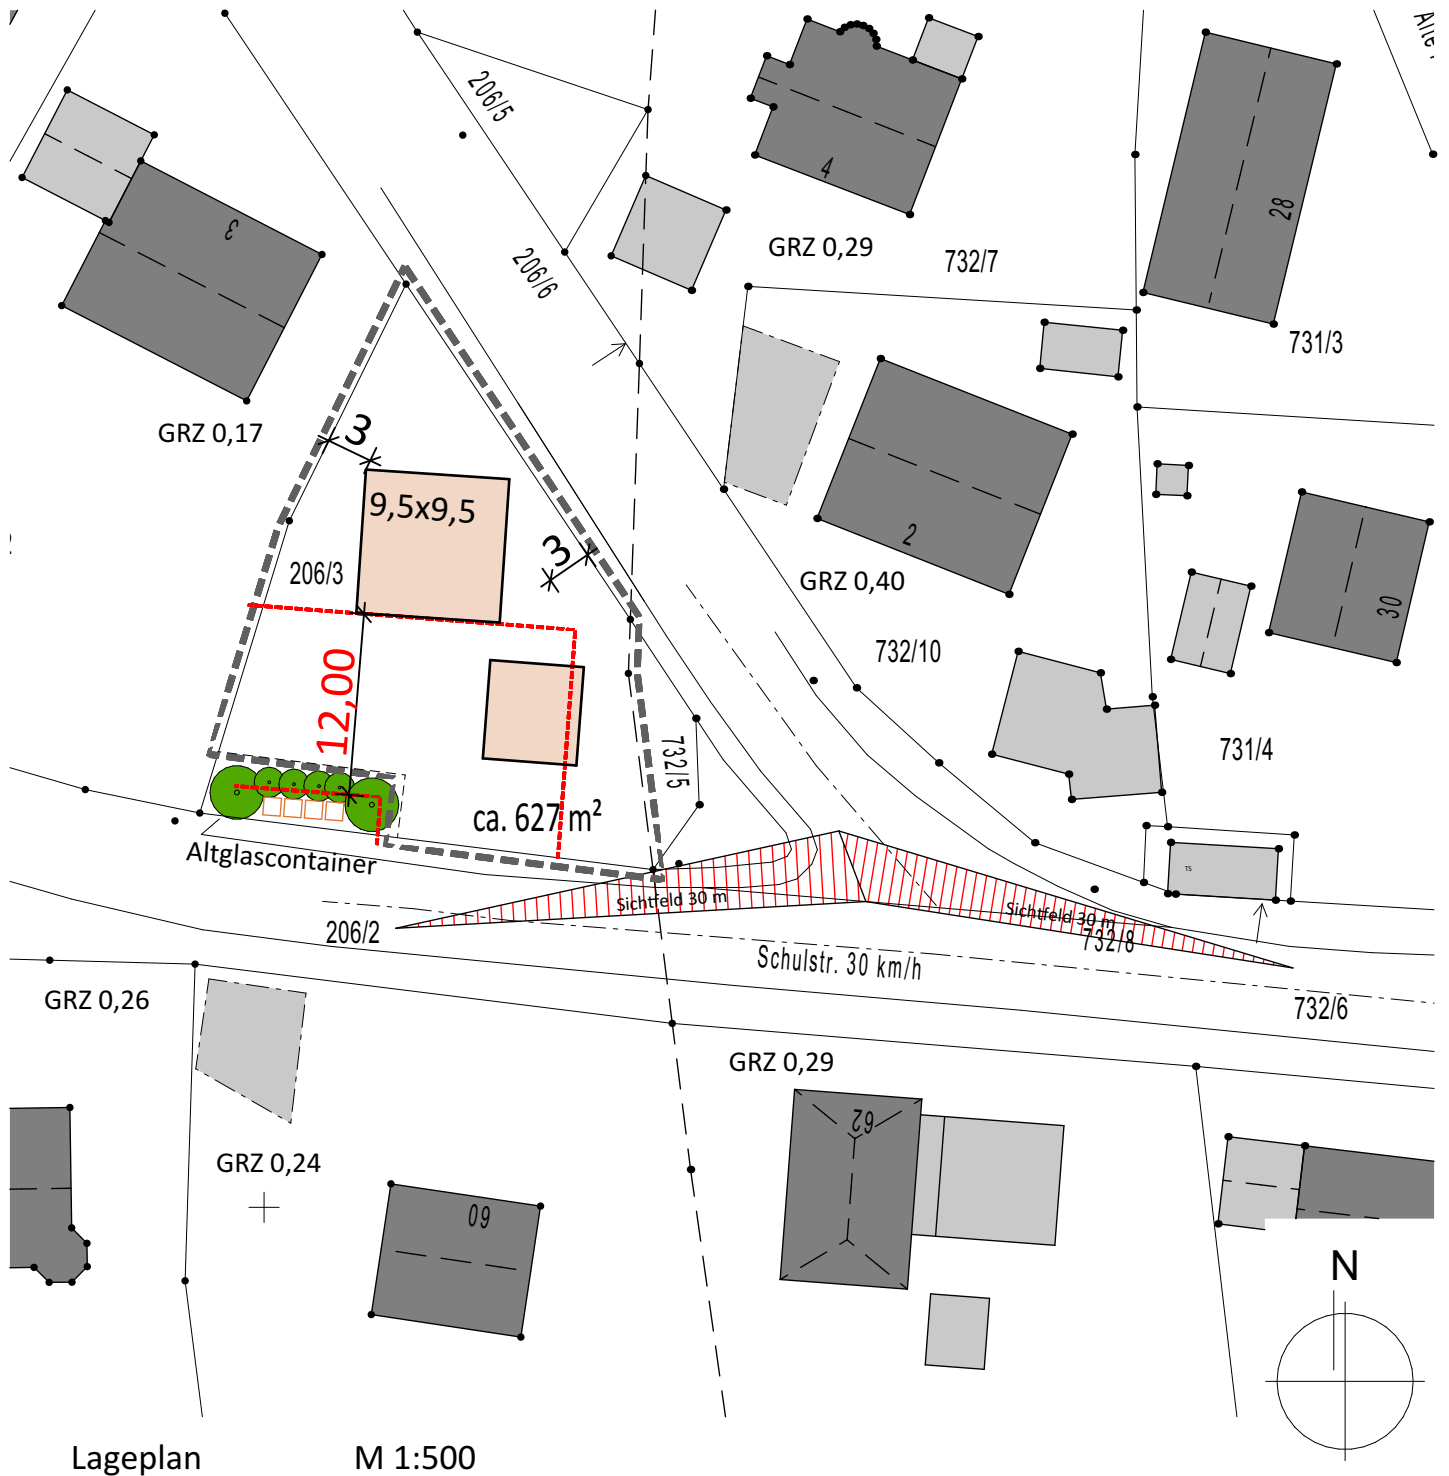 206/5
4
28
3
GRZ 0,29
732/7
206/6
731/3
GRZ 0,17
3
9,5x9,5
3
2
206/3
GRZ 0,40
30
732/10
12,00
732/5
731/4
ca. 627 m²
Altglascontainer
TS
Sichtfeld 30 m
Sichtfeld 30 m
206/2
732/8
Schulstr. 30 km/h
GRZ 0,26
732/6
GRZ 0,29
62
GRZ 0,24
60
N
Lageplan M 1:500